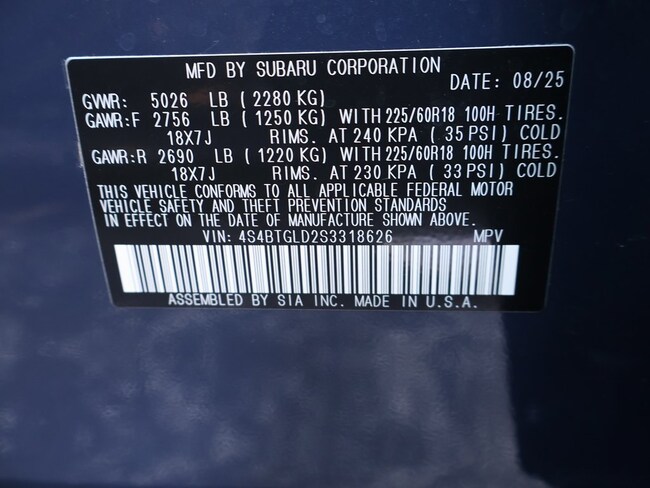 MFD BY SUBARU CORPORATION DATE: 08/25
GVWR: 5026 LB (2280 KG)
GAWR:F 2756 LB (1250 KG) WITH 225/60R18 100H TIRES.
18X7J RIMS. AT 240 KPA (35 PSI) COLD
GAWR:R 2690 LB (1220 KG) WITH 225/60R18 100H TIRES.
18X7J RIMS. AT 230 KPA (33 PSI) COLD
THIS VEHICLE CONFORMS TO ALL APPLICABLE FEDERAL MOTOR
VEHICLE SAFETY AND THEFT PREVENTION STANDARDS
IN EFFECT ON THE DATE OF MANUFACTURE SHOWN ABOVE.
VIN: 4S4BTGLD2S3318626 MPV
ASSEMBLED BY SIA INC. MADE IN U.S.A.